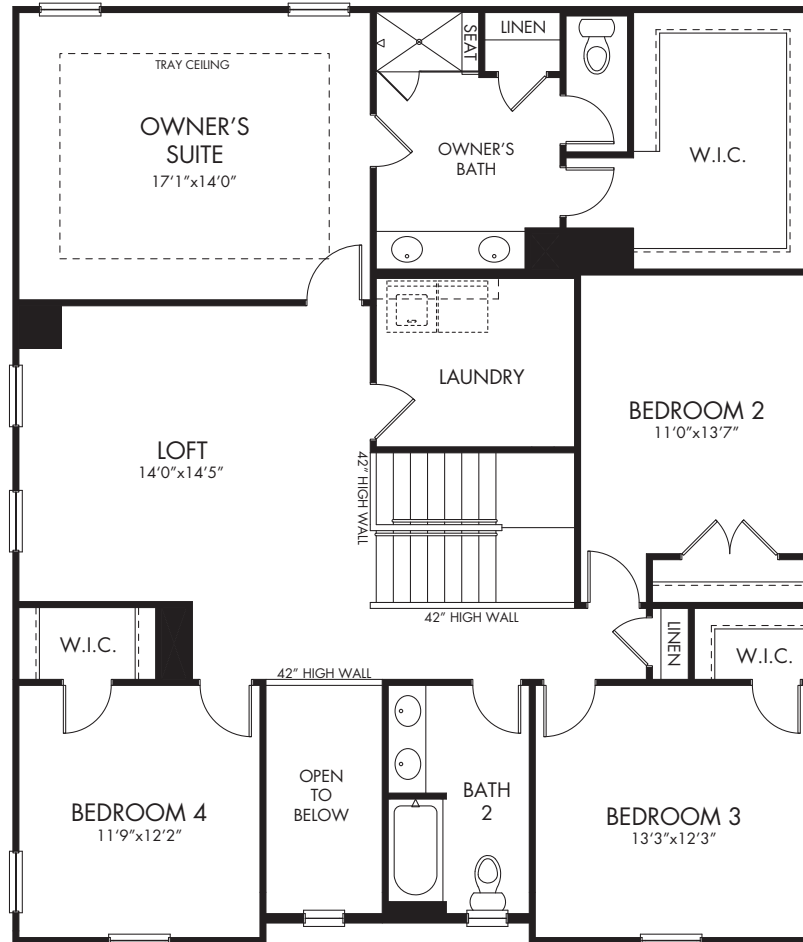 TRAY CEILING
OWNER'S
SUITE
17'1"x14'0"
SEAT
LINEN
OWNER'S
BATH
W.I.C.
LAUNDRY
BEDROOM 2
11'0"x13'7"
LOFT
14'0"x14'5"
42" HIGH WALL
42" HIGH WALL
W.I.C.
LINEN
W.I.C.
42" HIGH WALL
BEDROOM 4
11'9"x12'2"
OPEN
TO
BELOW
BATH
2
BEDROOM 3
13'3"x12'3"